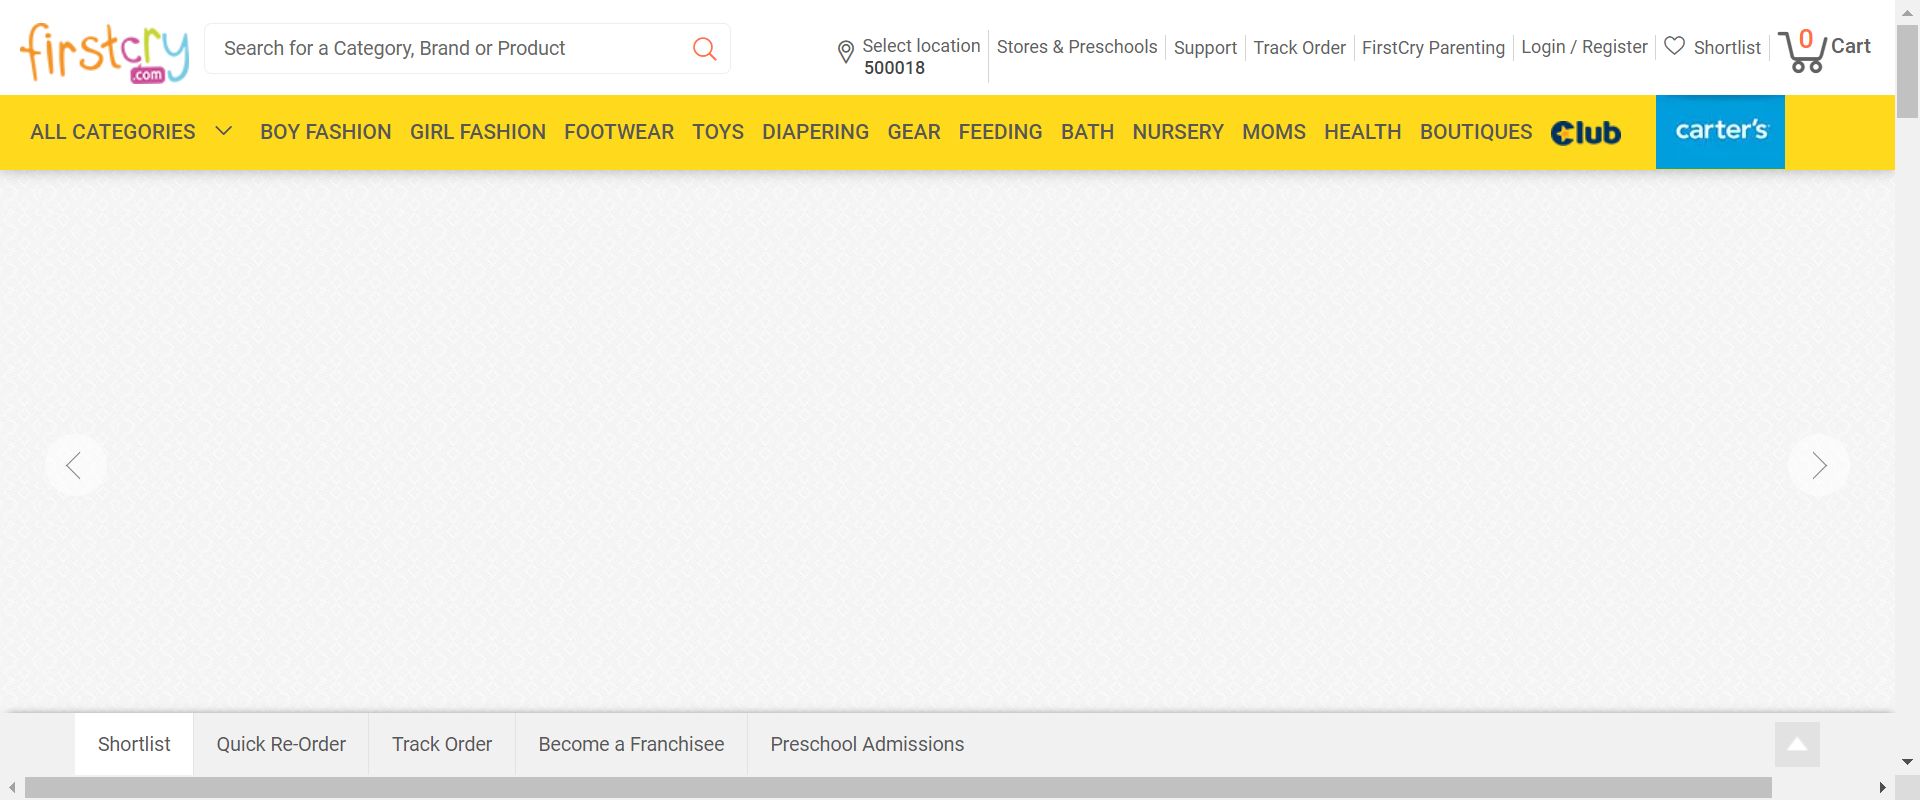 firstcry
.com
Search for a Category, Brand or Product
Select location
500018
Stores & Preschools
Support
Track Order
FirstCry Parenting
Login / Register
Shortlist
0
Cart
ALL CATEGORIES
BOY FASHION
GIRL FASHION
FOOTWEAR
TOYS
DIAPERING
GEAR
FEEDING
BATH
NURSERY
MOMS
HEALTH
BOUTIQUES
Club
carter's
Shortlist
Quick Re-Order
Track Order
Become a Franchisee
Preschool Admissions